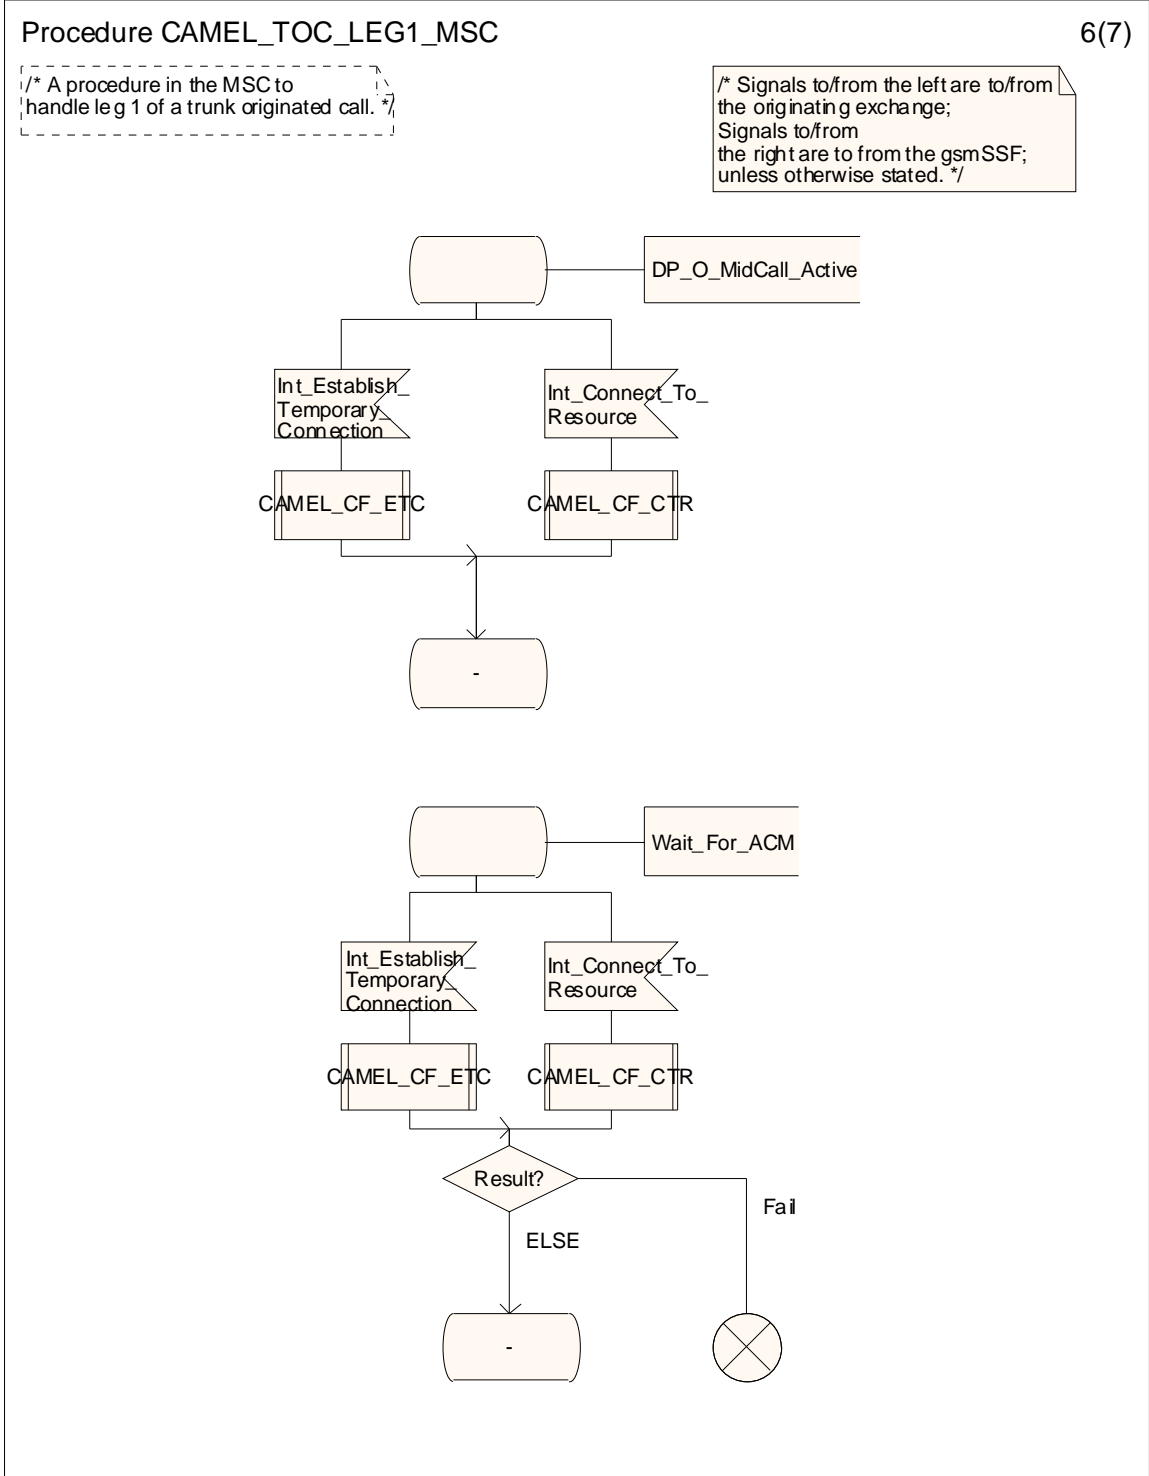 Procedure CAMEL_TOC_LEG1_MSC
6(7)
/* A procedure in the MSC to
handle leg 1 of a trunk originated call. */
/* Signals to/from the left are to/from
the originating exchange;
Signals to/from
the right are to from the gsmSSF;
unless otherwise stated. */
DP_O_MidCall_Active
Int_Establish_
Temporary_
Connection
Int_Connect_To_
Resource
CAMEL_CF_ETC
CAMEL_CF_CTR
-
Wait_For_ACM
Int_Establish_
Temporary_
Connection
Int_Connect_To_
Resource
CAMEL_CF_ETC
CAMEL_CF_CTR
Result?
Fail
ELSE
-